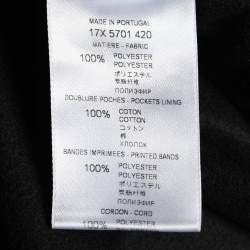 MADE IN PORTUGAL
17X 5701 420
MATIERE - FABRIC
100% POLYESTER
POLYESTER
ポリエステル
聚酯纤维
ПОЛИЭФИР
DOUBLURE POCHES - POCKETS LINING
100% COTON
COTTON
コットン
棉
ХЛОПОК
BANDES IMPRIMEES - PRINTED BANDS
100% POLYESTER
POLYESTER
ポリエステル
聚酯纤维
ПОЛИЭФИР
CORDON - CORD
100% POLYESTER